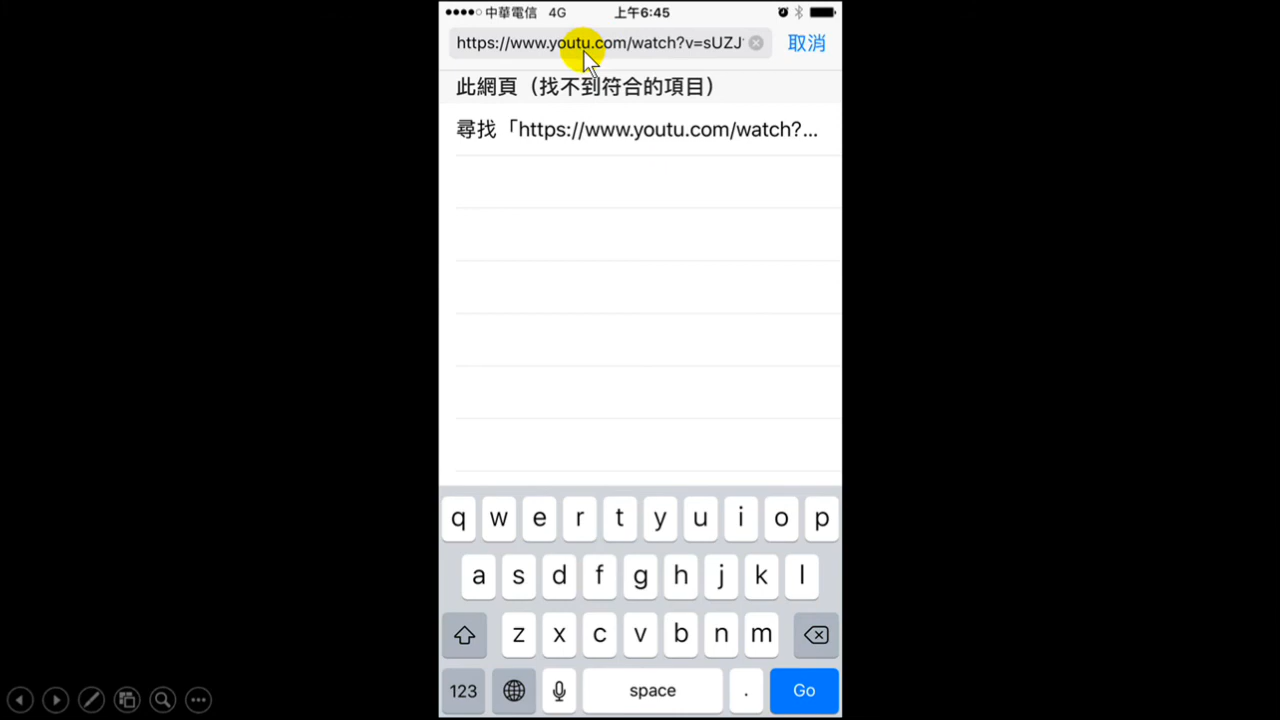 中華電信 4G 上午6:45
https://www.youtu.com/watch?v=sUZJ 取消
此網頁（找不到符合的項目）
尋找「https://www.youtu.com/watch?...
q w e r t y u i o p
a s d f g h j k l
z x c v b n m
123 space . Go